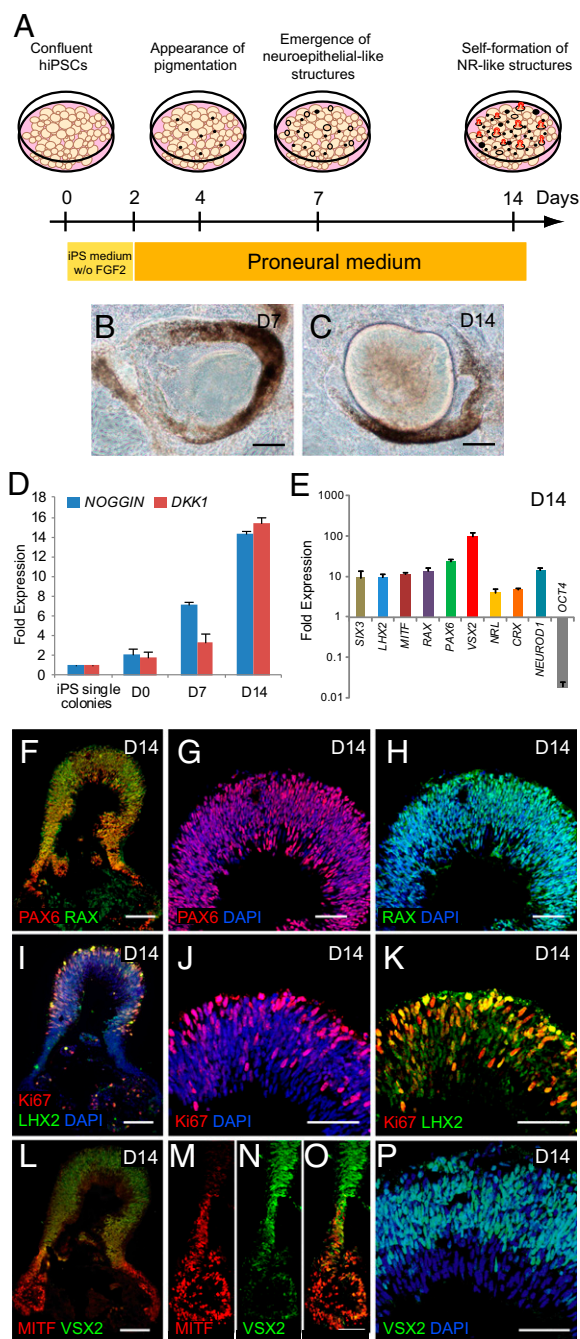 A
Confluent
hiPSCs
Appearance of
pigmentation
Emergence of
neuroepithelial-like
structures
Self-formation of
NR-like structures
0 2 4 7 14 Days
iPS medium
w/o FGF2
Proneural medium
B D7
C D14
D
NOGGIN DKK1
Fold Expression
18
16
14
12
10
8
6
4
2
0
iPS single
colonies
D0 D7 D14
E D14
Fold Expression
1000
100
10
1
0.1
0.01
SIX3
LHX2
MITF
RAX
PAX6
VSX2
NRL
CRX
NEUROD1
OCT4
F D14
PAX6 RAX
G D14
PAX6 DAPI
H D14
RAX DAPI
I D14
Ki67
LHX2 DAPI
J D14
Ki67 DAPI
K D14
Ki67 LHX2
L D14
MITF VSX2
M
MITF
N
VSX2
O
P D14
VSX2 DAPI